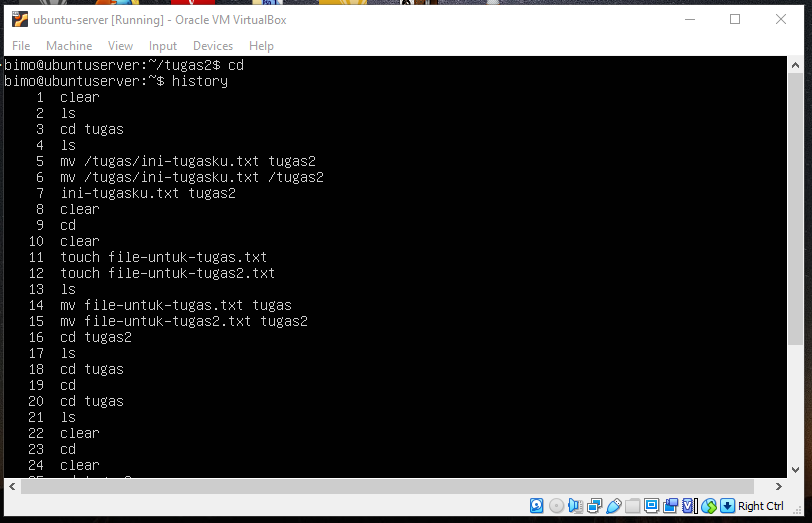 ubuntu-server [Running] - Oracle VM VirtualBox
File Machine View Input Devices Help
bimo@ubuntuserver:~/tugas2$ cd
bimo@ubuntuserver:~$ history
1 clear
2 ls
3 cd tugas
4 ls
5 mv /tugas/ini-tugasku.txt tugas2
6 mv /tugas/ini-tugasku.txt /tugas2
7 ini-tugasku.txt tugas2
8 clear
9 cd
10 clear
11 touch file-untuk-tugas.txt
12 touch file-untuk-tugas2.txt
13 ls
14 mv file-untuk-tugas.txt tugas
15 mv file-untuk-tugas2.txt tugas2
16 cd tugas2
17 ls
18 cd tugas
19 cd
20 cd tugas
21 ls
22 clear
23 cd
24 clear
Right Ctrl